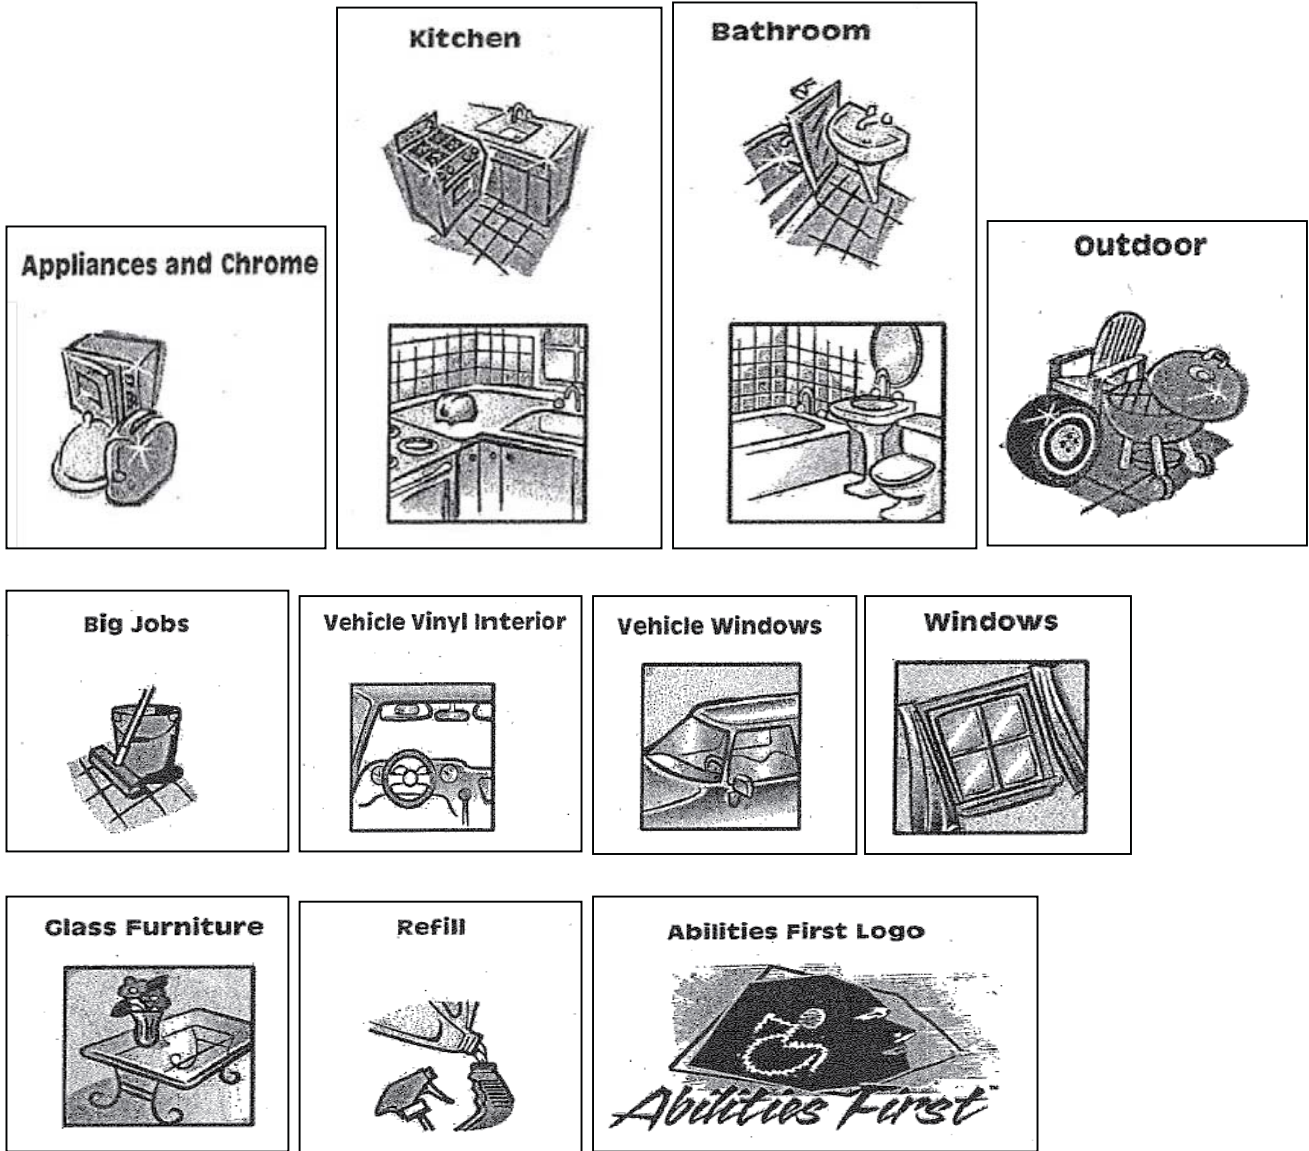 Kitchen
Bathroom
Appliances and Chrome
Outdoor
Big Jobs
Vehicle Vinyl Interior
Vehicle Windows
Windows
Glass Furniture
Refill
Abilities First Logo
Abilities First™